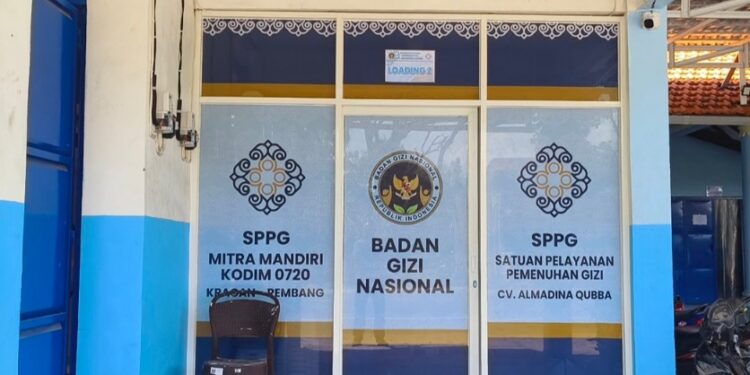 LOADING 2
SPPG
MITRA MANDIRI
KODIM 0720
KRAGAN - REMBANG
BADAN GIZI NASIONAL
REPUBLIK INDONESIA
BADAN
GIZI
NASIONAL
SPPG
SATUAN PELAYANAN
PEMENUHAN GIZI
CV. ALMADINA QUBBA